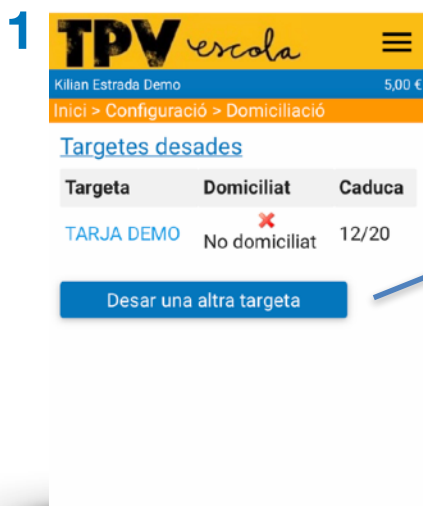 1
TPV escola
Kilian Estrada Demo 5,00 €
Inici > Configuració > Domiciliació
Targetes desades
Targeta Domiciliat Caduca
TARJA DEMO No domiciliat 12/20
Desar una altra targeta